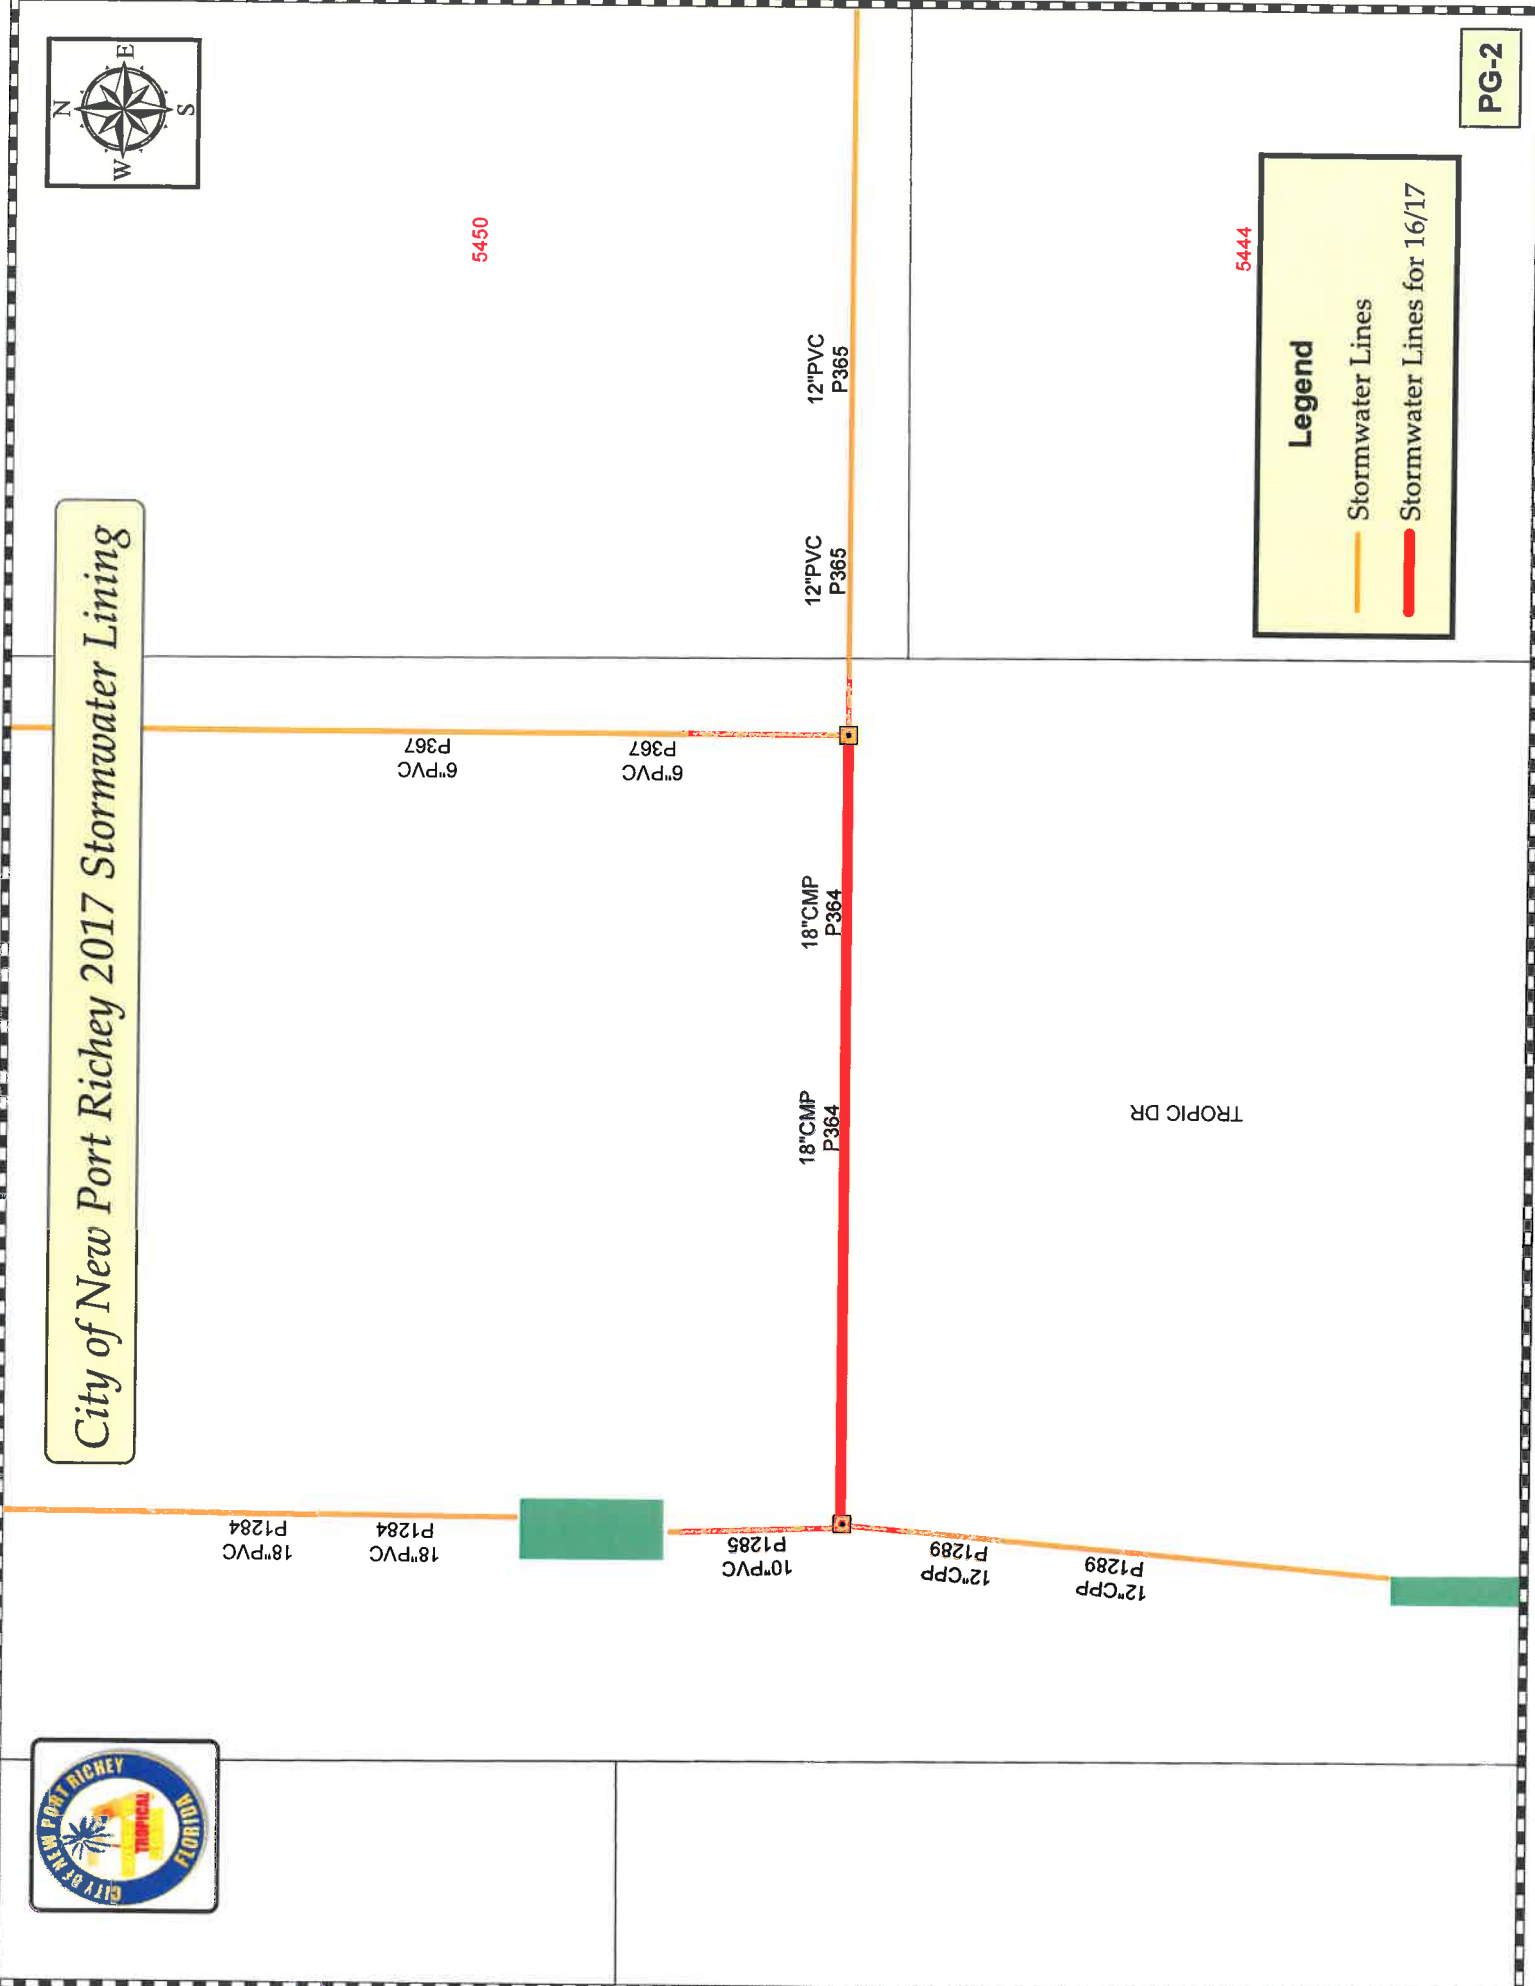 City of New Port Richey 2017 Stormwater Lining
CITY OF NEW PORT RICHEY
FLORIDA
TROPICAL
N
W
E
S
18"PVC
P1284
18"PVC
P1284
10"PVC
P1285
12"CPP
P1289
12"CPP
P1289
6"PVC
P367
6"PVC
P367
18"CMP
P364
18"CMP
P364
12"PVC
P365
12"PVC
P365
5450
5444
TROPIC DR
Legend
Stormwater Lines
Stormwater Lines for 16/17
PG-2